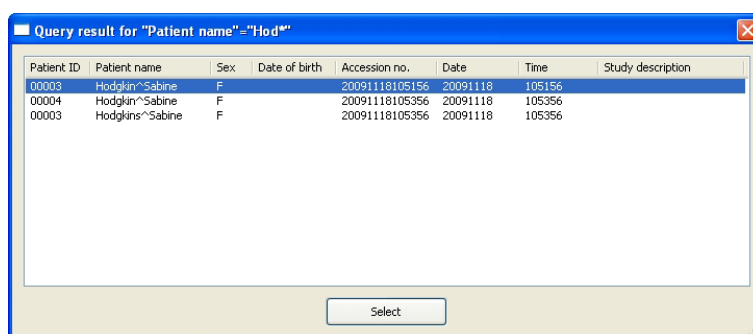 Query result for "Patient name"="Hod*"
Patient ID Patient name Sex Date of birth Accession no. Date Time Study description
00003 Hodgkin^Sabine F 20091118105156 20091118 105156
00004 Hodgkin^Sabine F 20091118105356 20091118 105356
00003 Hodgkins^Sabine F 20091118105356 20091118 105356
Select